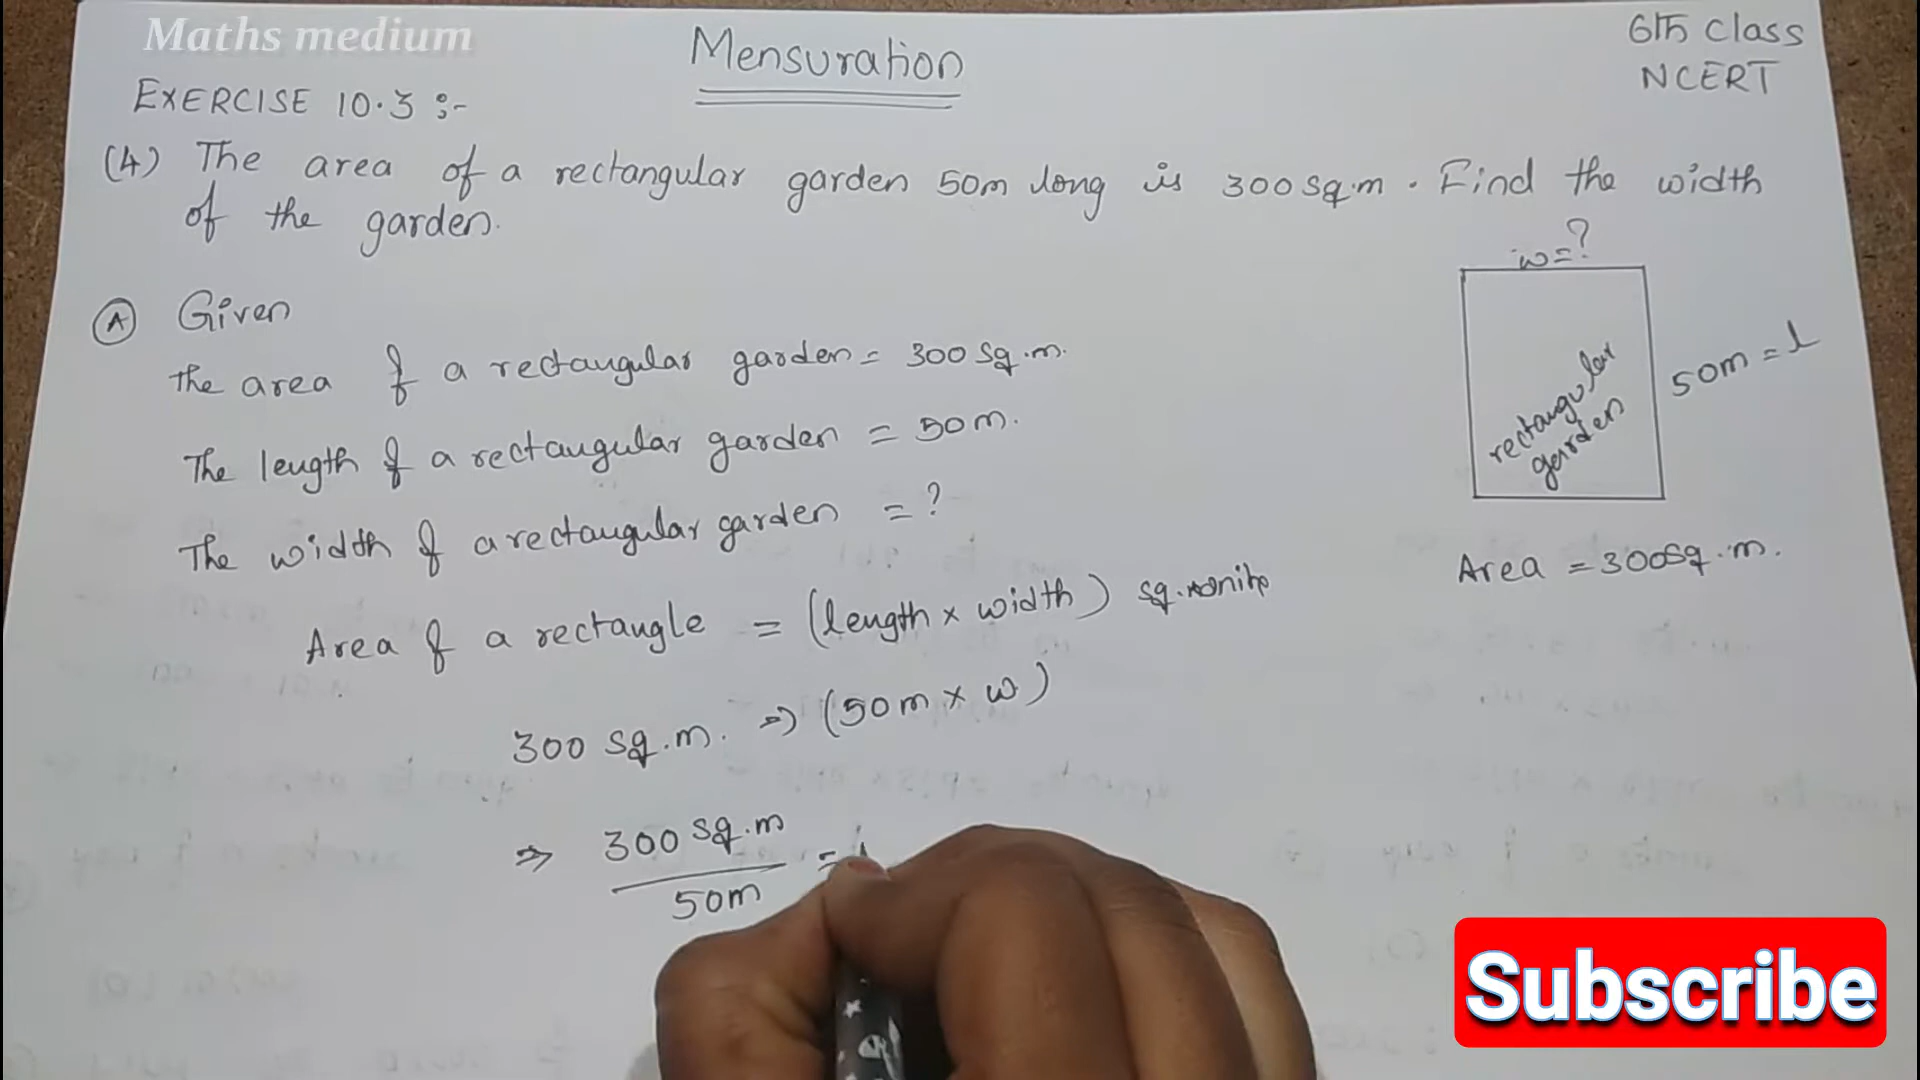 Maths medium
Mensuration
6th Class
NCERT
EXERCISE 10.3 :-
(4) The area of a rectangular garden 50m long is 300 sq.m. Find the width
of the garden.
w=?
(A) Given
The area of a rectangular garden = 300 sq.m.
50m = l
rectangular
garden
The length of a rectangular garden = 50m.
The width of a rectangular garden = ?
Area = 300sq.m.
Area of a rectangle = (length × width) sq.
300 sq.m. ⇒ (50m × w)
⇒ 300 sq.m
50m =
Subscribe